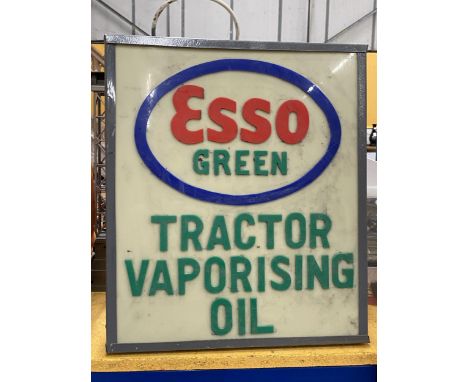 Esso
GREEN
TRACTOR
VAPORISING
OIL